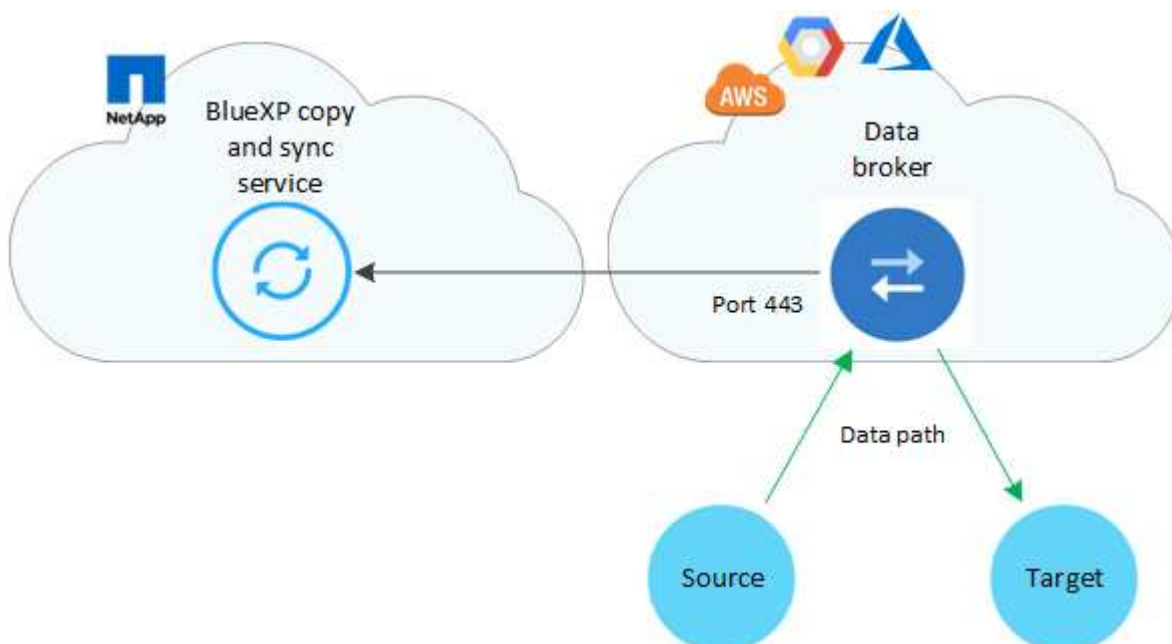 NetApp
BlueXP copy
and sync
service
AWS
Data
broker
Port 443
Data path
Source
Target